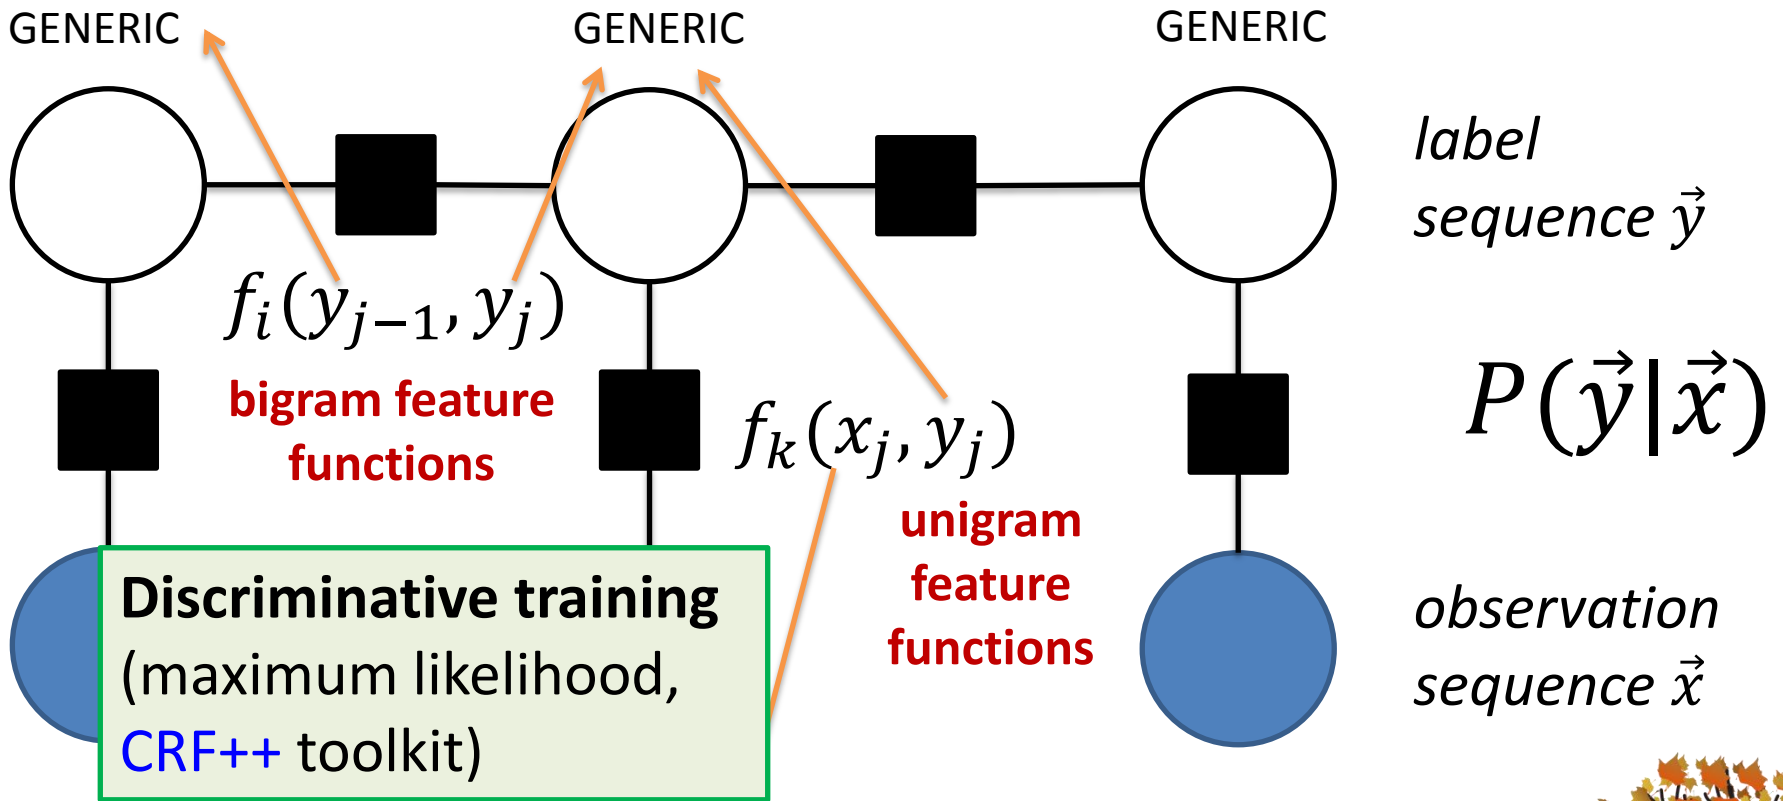 GENERIC GENERIC GENERIC
label
sequence y⃗
f_i(y_{j−1}, y_j)
bigram feature
functions
P(y⃗|x⃗)
f_k(x_j, y_j)
unigram
feature
functions
Discriminative training
(maximum likelihood,
CRF++ toolkit)
observation
sequence x⃗